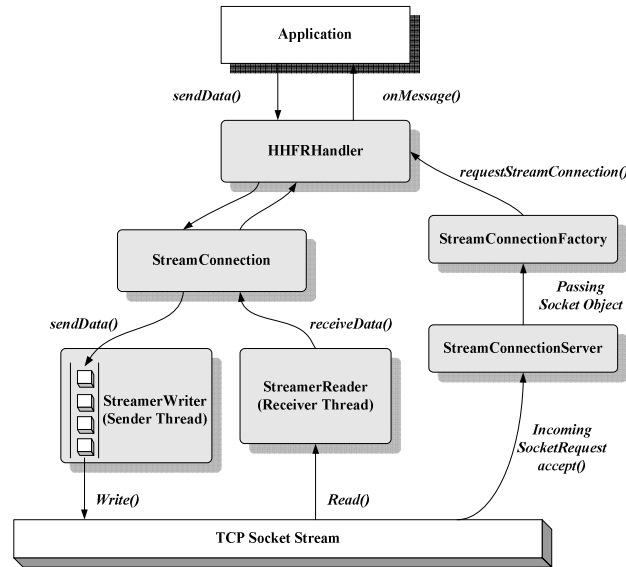 Application
sendData()
onMessage()
HHFRHandler
requestStreamConnection()
StreamConnection
StreamConnectionFactory
Passing
Socket Object
sendData()
receiveData()
StreamConnectionServer
StreamerWriter
(Sender Thread)
StreamerReader
(Receiver Thread)
Incoming
SocketRequest
accept()
Write()
Read()
TCP Socket Stream